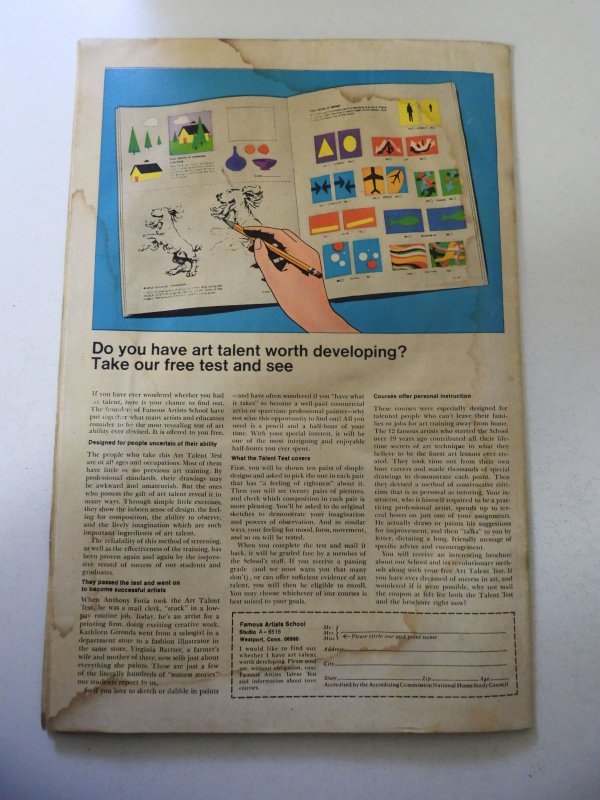 Your ability to compose
a picture
Your sense of design
Do you have art talent worth developing?
Take our free test and see
If you have ever wondered whether you had
art talent, here is your chance to find out.
The founders of Famous Artists School have
put together what many artists and educators
consider to be the most revealing test of art
ability ever devised. It is offered to you free.
Designed for people uncertain of their ability
The people who take this Art Talent Test
are of all ages and occupations. Most of them
have little or no previous art training. By
professional standards, their drawings may
be awkward and amateurish. But the ones
who possess the gift of art talent reveal it in
many ways. Through simple little exercises,
they show the inborn sense of design, the feel-
ing for composition, the ability to observe,
and the lively imagination which are such
important ingredients of art talent.
The reliability of this method of screening,
as well as the effectiveness of the training, has
been proven again and again by the impres-
sive record of success of our students and
graduates.
They passed the test and went on
to become successful artists
When Anthony Foția took the Art Talent
Test, he was a mail clerk, "stuck" in a low-
pay routine job. Today, he's an artist for a
printing firm, doing exciting creative work.
Kathleen Gironda went from a salesgirl in a
department store to a fashion illustrator in
the same store. Virginia Bartter, a farmer's
wife and mother of three, now sells just about
everything she paints. These are just a few
of the literally hundreds of "success stories"
our students report to us.
So if you love to sketch or dabble in paints
—and have often wondered if you "have what
it takes" to become a well-paid commercial
artist or sparetime professional painter—why
not seize this opportunity to find out? All you
need is a pencil and a half-hour of your
time. With your special interest, it will be
one of the most intriguing and enjoyable
half-hours you ever spent.
What the Talent Test covers
First, you will be shown ten pairs of simple
designs and asked to pick the one in each pair
that has "a feeling of rightness" about it.
Then you will see twenty pairs of pictures,
and check which composition in each pair is
more pleasing. You'll be asked to do original
sketches to demonstrate your imagination
and powers of observation. And in similar
ways, your feeling for mood, form, movement,
and so on will be tested.
When you complete the test and mail it
back, it will be graded free by a member of
the School's staff. If you receive a passing
grade (and we must warn you that many
don't), or can offer sufficient evidence of art
talent, you will then be eligible to enroll.
You may choose whichever of our courses is
best suited to your goals.
Courses offer personal instruction
These courses were especially designed for
talented people who can't leave their fami-
lies or jobs for art training away from home.
The 12 famous artists who started the School
over 19 years ago contributed all their life-
time secrets of art technique to what they
believe to be the finest art lessons ever cre-
ated. They took time out from their own
busy careers and made thousands of special
drawings to demonstrate each point. Then
they devised a method of constructive criti-
cism that is as personal as tutoring. Your in-
structor, who is himself required to be a prac-
ticing professional artist, spends up to sev-
eral hours on just one of your assignments.
He actually draws or paints his suggestions
for improvement, and then "talks" to you by
letter; dictating a long, friendly message of
specific advice and encouragement.
You will receive an interesting brochure
about our School and its revolutionary meth-
ods along with your free Art Talent Test. If
you have ever dreamed of success in art, and
wondered if it were possible, why not mail
the coupon at left for both the Talent Test
and the brochure right now!
Famous Artists School
Studio A-6516
Westport, Conn. 06880
I would like to find out
whether I have art talent
worth developing. Please send
me, without obligation, your
Famous Artists Talent Test
and information about your
courses.
Mr.
Mrs.
Miss
Please circle one and print name
Address
City
State Zip Age
Accredited by the Accrediting Commission National Home Study Council.